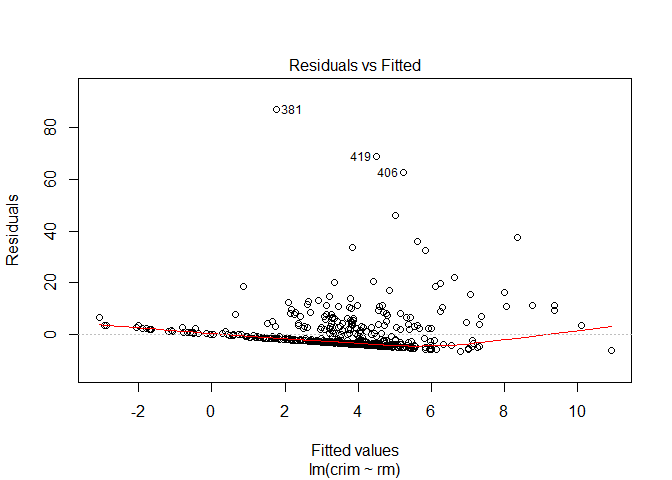 Residuals vs Fitted
381
419
406
Residuals
80
60
40
20
0
-2 0 2 4 6 8 10
Fitted values
lm(crim ~ rm)